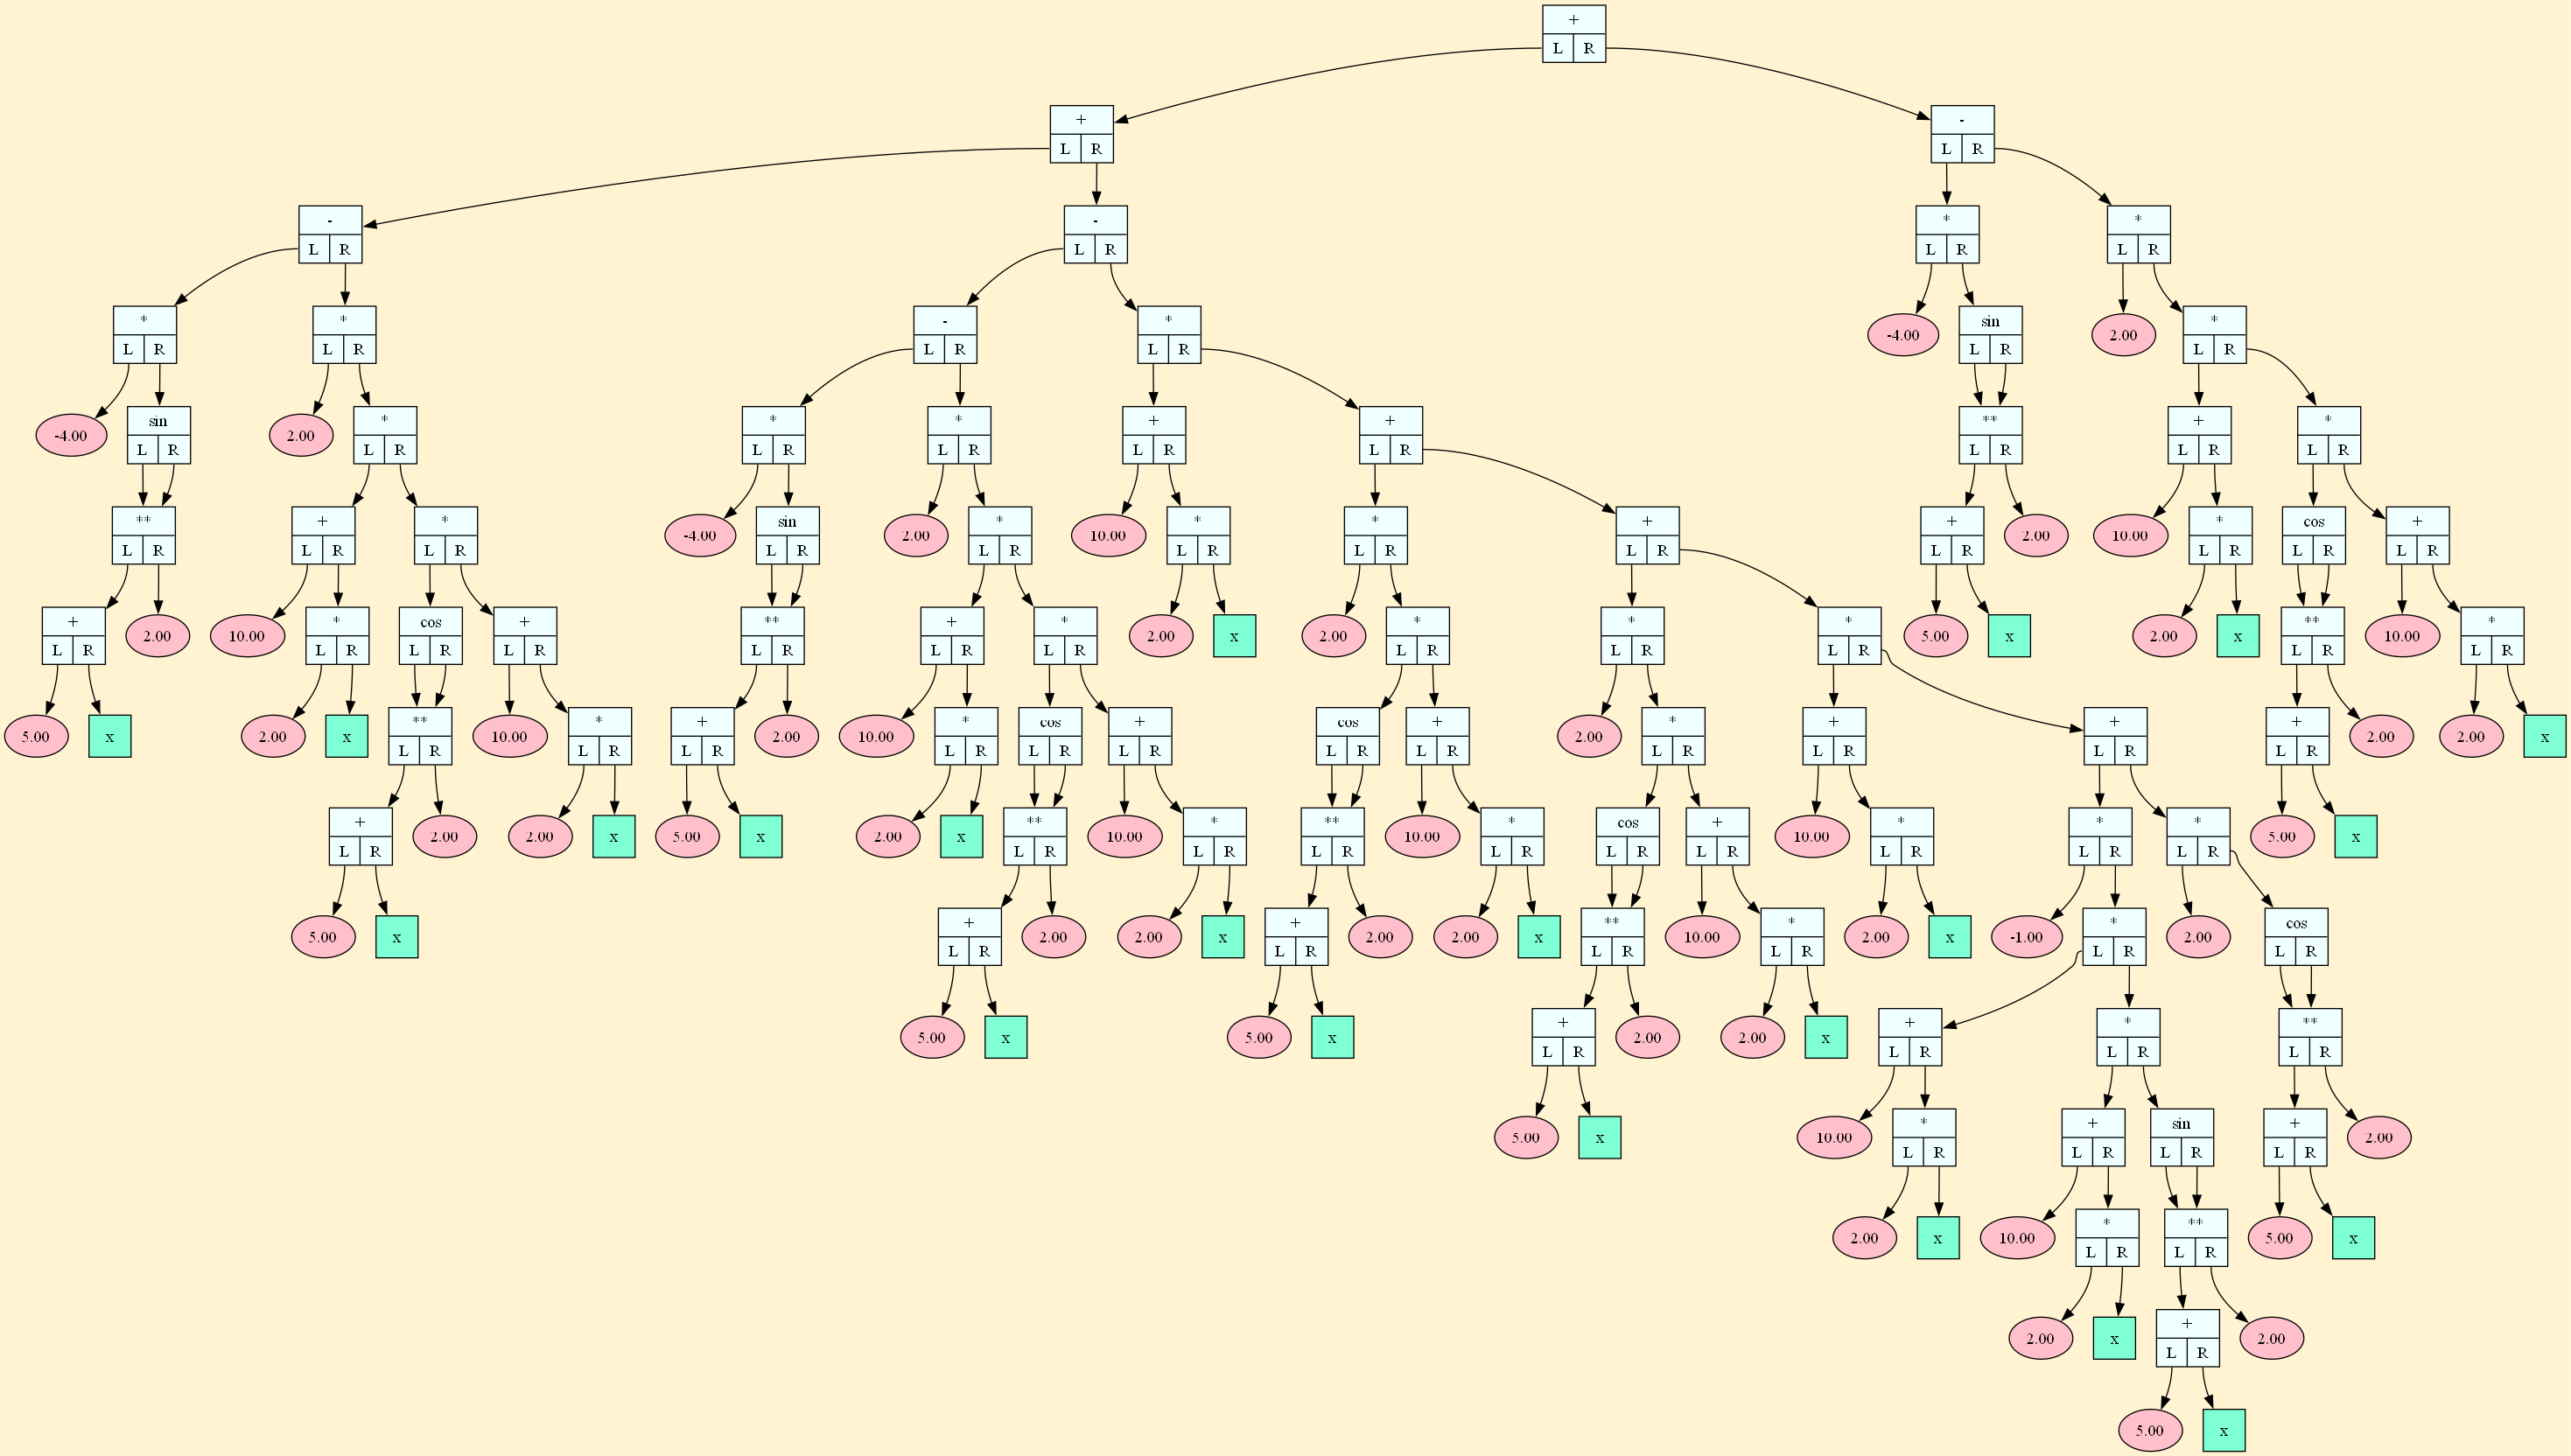 +
L R
+ -
L R L R
- - * *
L R L R L R L R
* * - * sin *
-4.00 2.00
L R L R L R L R L R L R
sin * * * + + ** + *
-4.00 2.00
L R L R L R L R L R L R L R L R L R
** + * sin * * * + + * cos +
-4.00 2.00 10.00 2.00 10.00
L R L R L R L R L R L R L R L R L R L R L R L R
+ * cos + ** + * * * * ** *
2.00 10.00 2.00 x 2.00 5.00 x 2.00 x 10.00
L R L R L R L R L R L R L R L R L R L R L R L R
** * + * cos + cos + * + + +
5.00 x 2.00 x 10.00 2.00 10.00 2.00 2.00 2.00 x
L R L R L R L R L R L R L R L R L R L R L R L R
+ ** * ** * cos + * * *
2.00 2.00 x 5.00 x 2.00 x 10.00 10.00 10.00 5.00 x
L R L R L R L R L R L R L R L R L R L R
+ + ** * * cos
5.00 x 2.00 2.00 x 2.00 2.00 x 10.00 2.00 x -1.00 2.00
L R L R L R L R L R L R
+ + * **
5.00 x 5.00 x 2.00 2.00 x
L R L R L R L R
* + sin +
5.00 x 10.00 2.00
L R L R L R L R
* **
2.00 x 10.00 5.00 x
L R L R
+
2.00 x 2.00
L R
5.00 x